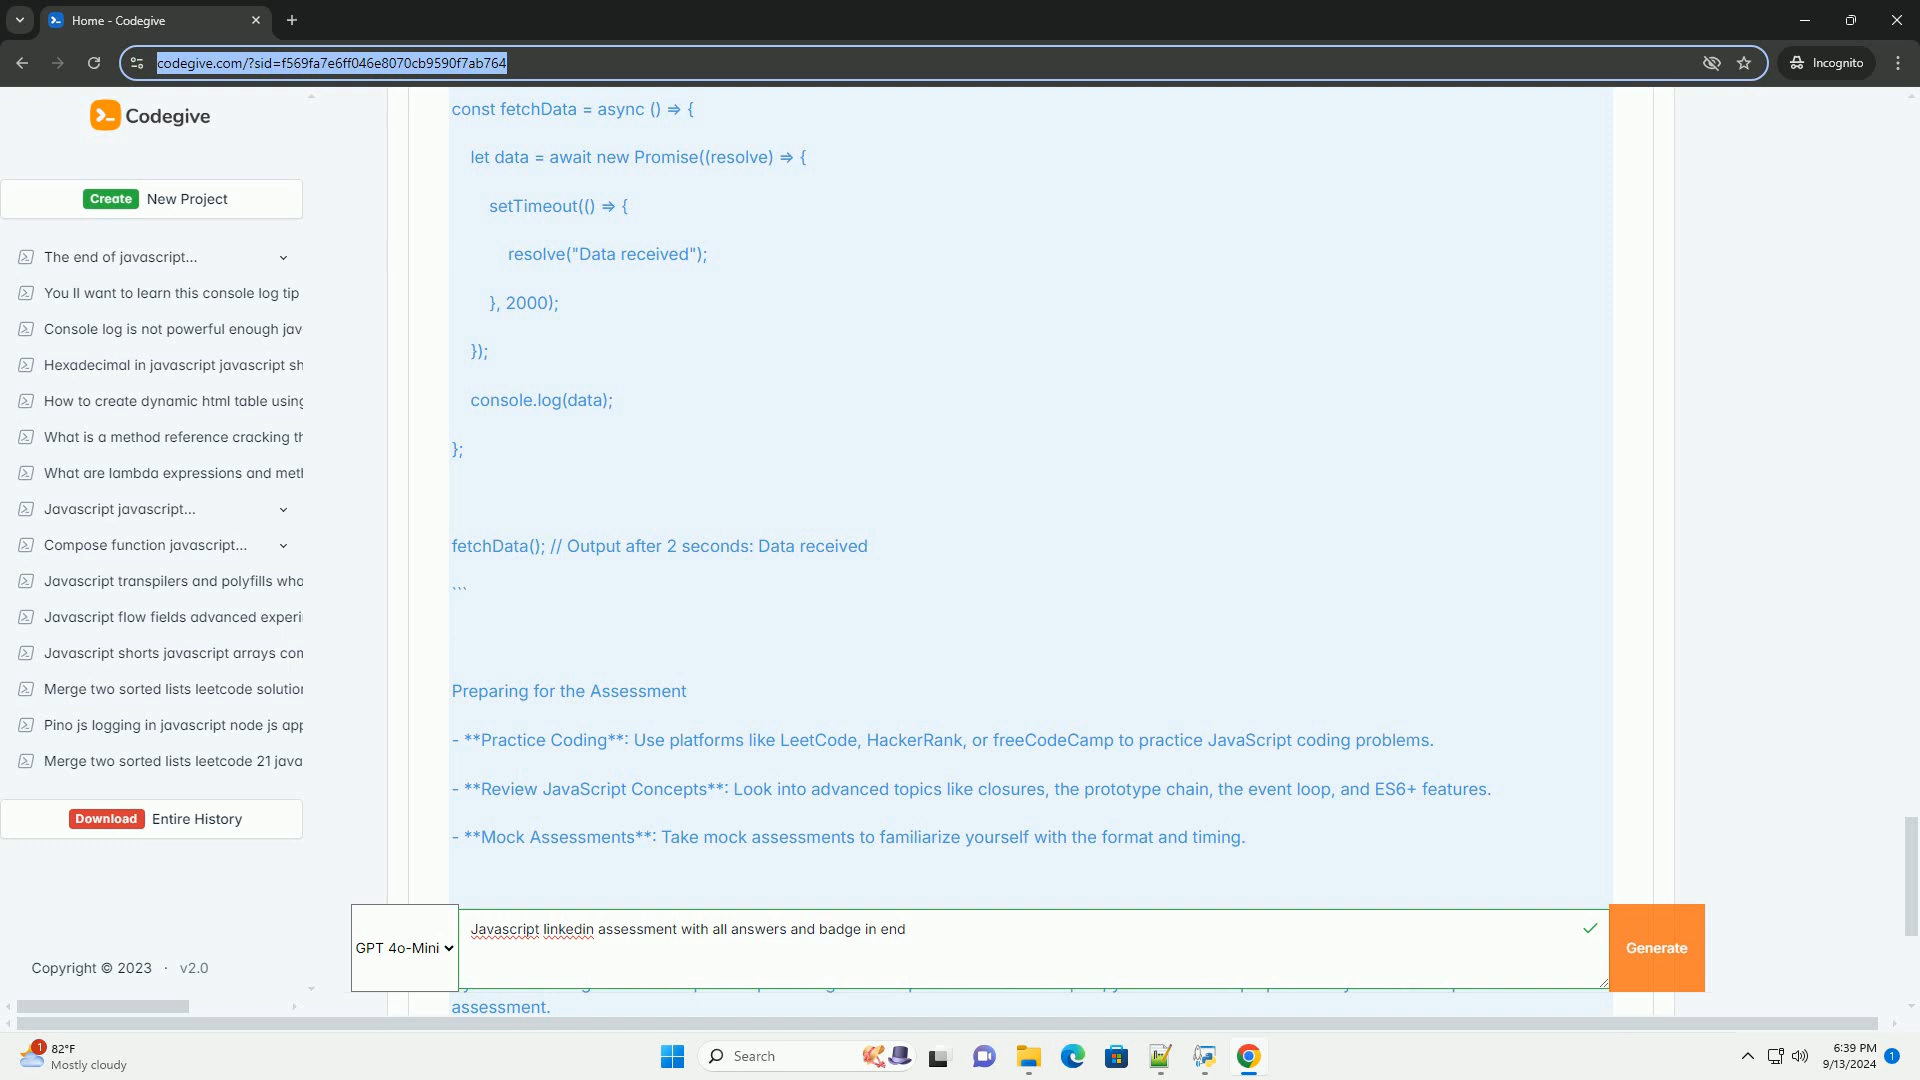 Home - Codegive
codegive.com/?sid=f569fa7e6ff046e8070cb9590f7ab764
Incognito
Codegive
Create New Project
The end of javascript...
You ll want to learn this console log tip
Console log is not powerful enough jav
Hexadecimal in javascript javascript sh
How to create dynamic html table using
What is a method reference cracking th
What are lambda expressions and meth
Javascript javascript...
Compose function javascript...
Javascript transpilers and polyfills wha
Javascript flow fields advanced experi
Javascript shorts javascript arrays com
Merge two sorted lists leetcode solution
Pino js logging in javascript node js app
Merge two sorted lists leetcode 21 java
Download Entire History
Copyright © 2023 · v2.0
const fetchData = async () => {
let data = await new Promise((resolve) => {
setTimeout(() => {
resolve("Data received");
}, 2000);
});
console.log(data);
};
fetchData(); // Output after 2 seconds: Data received
```
Preparing for the Assessment
- **Practice Coding**: Use platforms like LeetCode, HackerRank, or freeCodeCamp to practice JavaScript coding problems.
- **Review JavaScript Concepts**: Look into advanced topics like closures, the prototype chain, the event loop, and ES6+ features.
- **Mock Assessments**: Take mock assessments to familiarize yourself with the format and timing.
GPT 4o-Mini
Javascript linkedin assessment with all answers and badge in end
Generate
assessment.
82°F
Mostly cloudy
1
Search
6:39 PM
9/13/2024
1